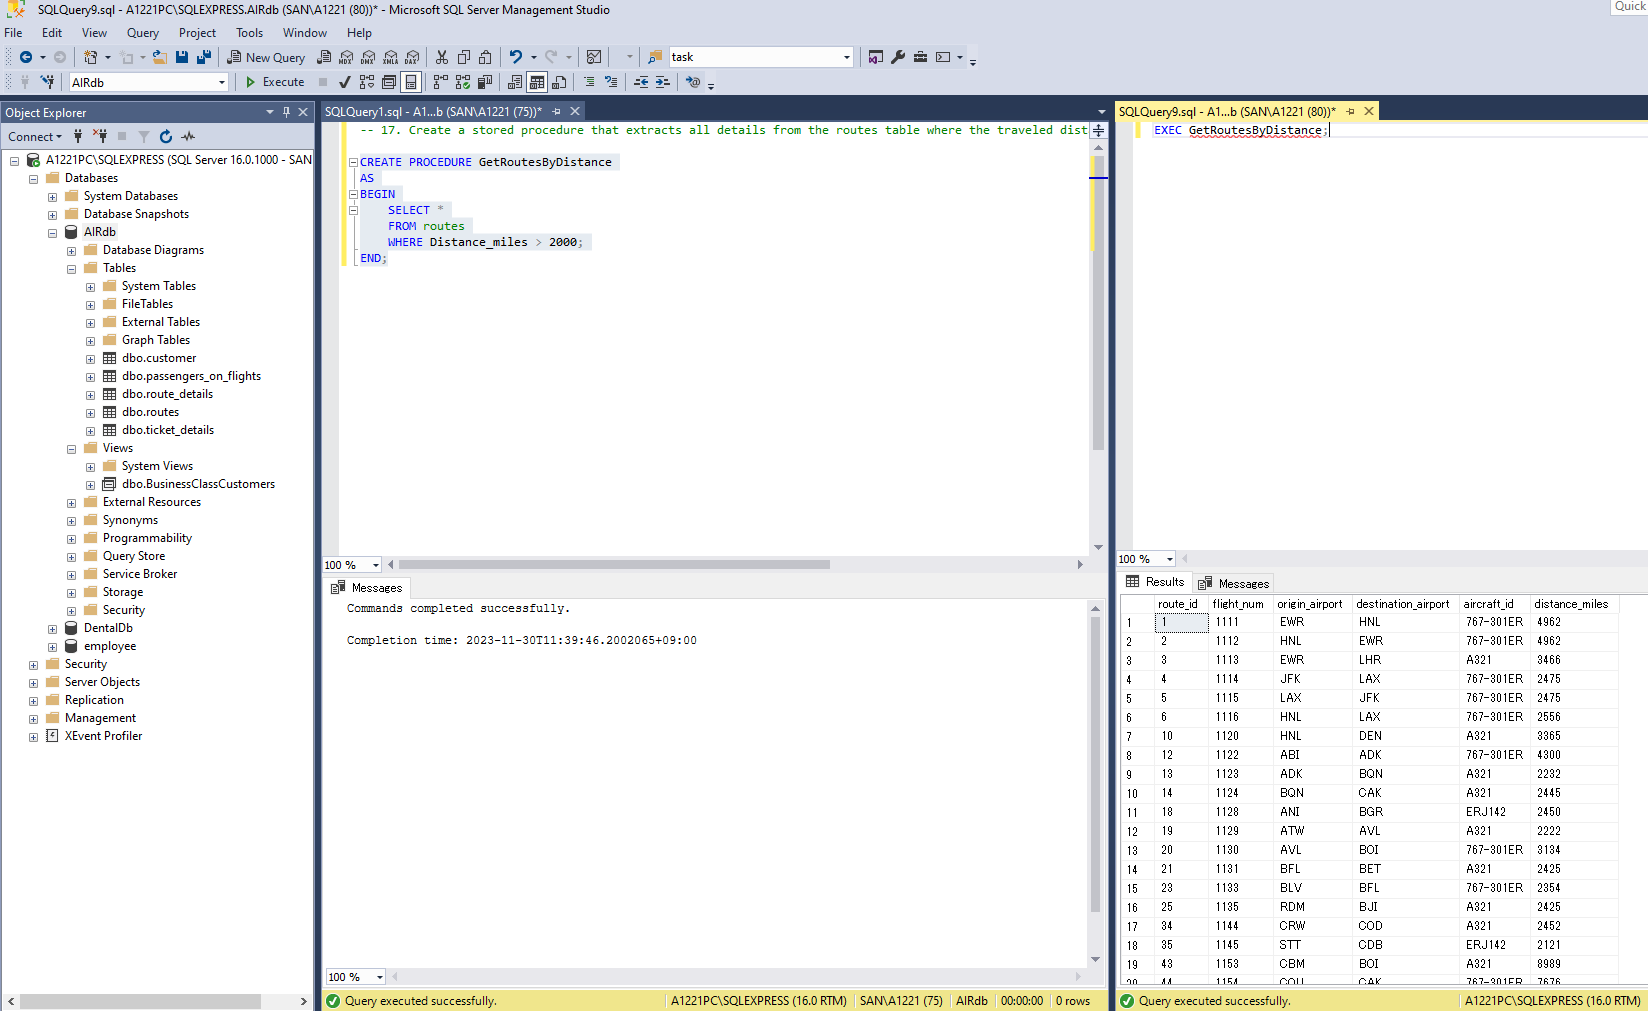 SQLQuery9.sql - A1221PC\SQLEXPRESS.AIRdb (SAN\A1221 (80))* - Microsoft SQL Server Management Studio
Quick
File Edit View Query Project Tools Window Help
New Query
MDX
DMX
XMLA
DAX
task
AIRdb
Execute
Object Explorer
Connect
A1221PC\SQLEXPRESS (SQL Server 16.0.1000 - SAN
Databases
System Databases
Database Snapshots
AIRdb
Database Diagrams
Tables
System Tables
FileTables
External Tables
Graph Tables
dbo.customer
dbo.passengers_on_flights
dbo.route_details
dbo.routes
dbo.ticket_details
Views
System Views
dbo.BusinessClassCustomers
External Resources
Synonyms
Programmability
Query Store
Service Broker
Storage
Security
DentalDb
employee
Security
Server Objects
Replication
Management
XEvent Profiler
SQLQuery1.sql - A1...b (SAN\A1221 (75))*
-- 17. Create a stored procedure that extracts all details from the routes table where the traveled dist
CREATE PROCEDURE GetRoutesByDistance
AS
BEGIN
SELECT *
FROM routes
WHERE Distance_miles > 2000;
END;
100 %
Messages
Commands completed successfully.
Completion time: 2023-11-30T11:39:46.2002065+09:00
100 %
Query executed successfully. A1221PC\SQLEXPRESS (16.0 RTM) SAN\A1221 (75) AIRdb 00:00:00 0 rows
SQLQuery9.sql - A1...b (SAN\A1221 (80))*
EXEC GetRoutesByDistance;
100 %
Results Messages
route_id flight_num origin_airport destination_airport aircraft_id distance_miles
1 1 1111 EWR HNL 767-301ER 4962
2 2 1112 HNL EWR 767-301ER 4962
3 3 1113 EWR LHR A321 3466
4 4 1114 JFK LAX 767-301ER 2475
5 5 1115 LAX JFK 767-301ER 2475
6 6 1116 HNL LAX 767-301ER 2556
7 10 1120 HNL DEN A321 3365
8 12 1122 ABI ADK 767-301ER 4300
9 13 1123 ADK BQN A321 2232
10 14 1124 BQN CAK A321 2445
11 18 1128 ANI BGR ERJ142 2450
12 19 1129 ATW AVL A321 2222
13 20 1130 AVL BOI 767-301ER 3134
14 21 1131 BFL BET A321 2425
15 23 1133 BLV BFL 767-301ER 2354
16 25 1135 RDM BJI A321 2425
17 34 1144 CRW COD A321 2452
18 35 1145 STT CDB ERJ142 2121
19 43 1153 CBM BOI A321 8989
20 44 1154 COU CAK 767-301ER 7676
Query executed successfully. A1221PC\SQLEXPRESS (16.0 RTM)